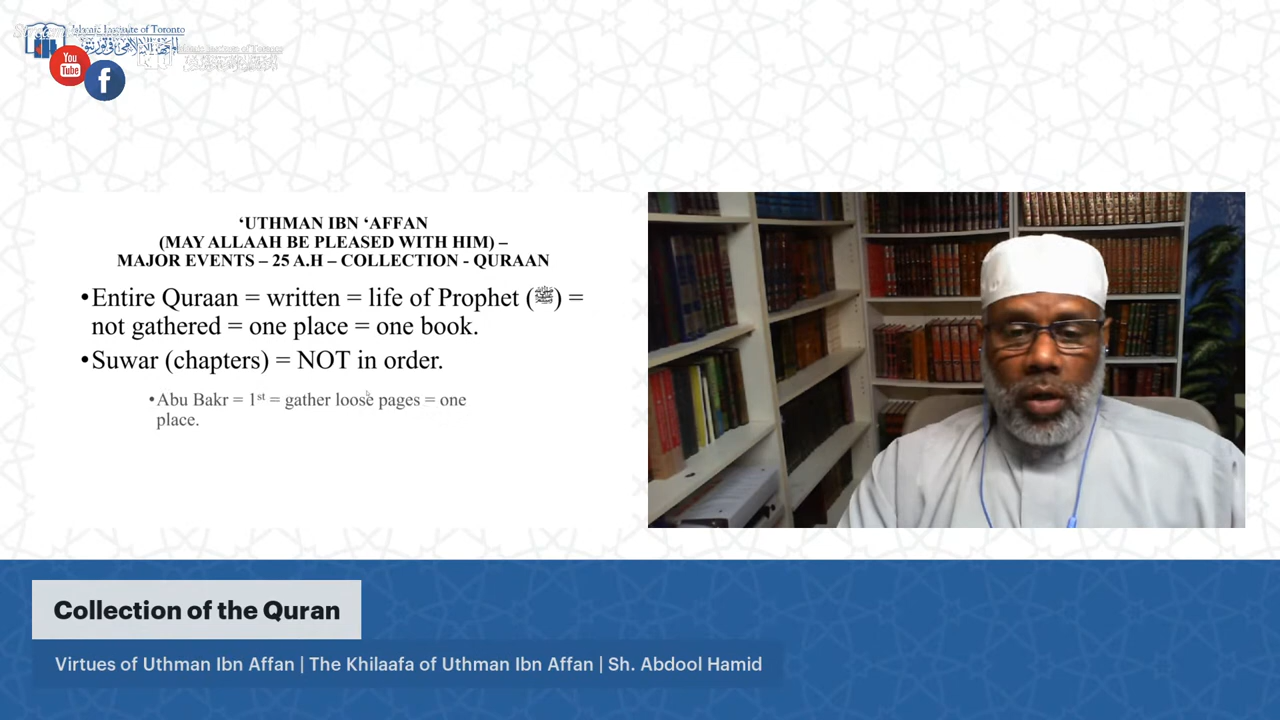 Islamic Institute of Toronto
You
Tube
f
‘UTHMAN IBN ‘AFFAN
(MAY ALLAAH BE PLEASED WITH HIM) –
MAJOR EVENTS – 25 A.H – COLLECTION - QURAAN
•Entire Quraan = written = life of Prophet (ﷺ) =
not gathered = one place = one book.
•Suwar (chapters) = NOT in order.
•Abu Bakr = 1st = gather loose pages = one
place.
Collection of the Quran
Virtues of Uthman Ibn Affan | The Khilaafa of Uthman Ibn Affan | Sh. Abdool Hamid